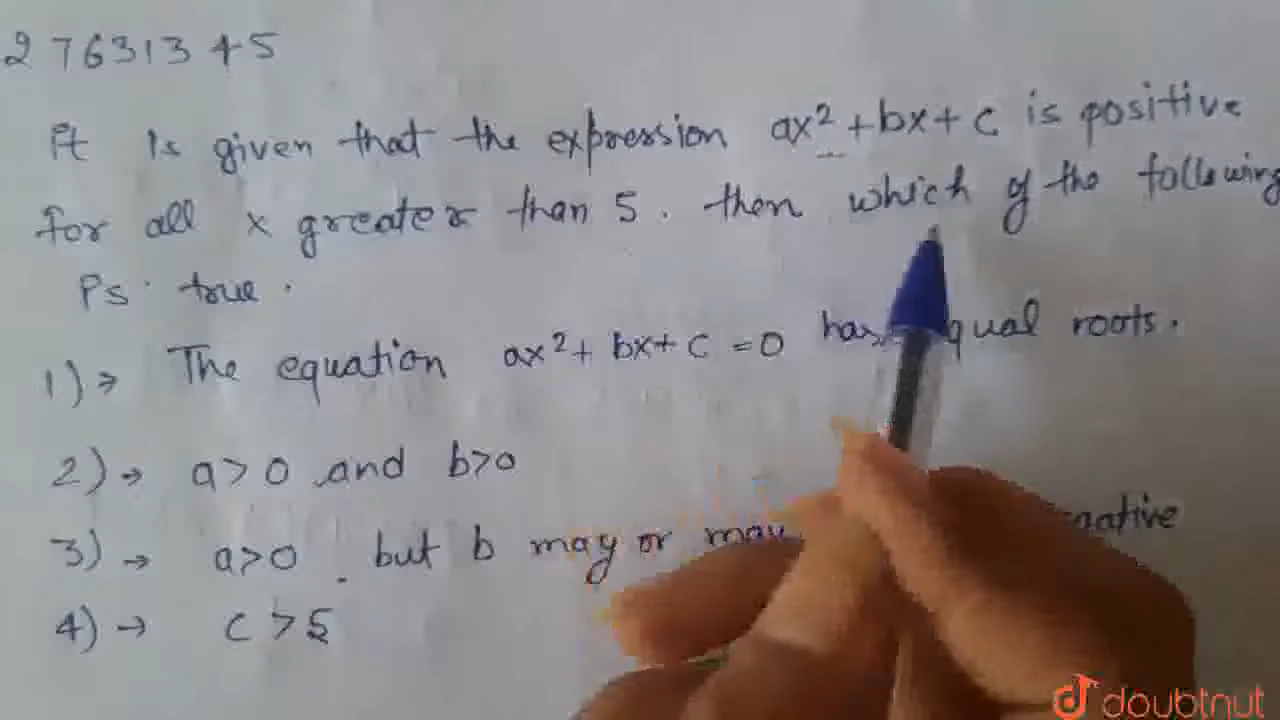 27631345
It Is given that the expression ax²+bx+c is positive
for all x greater than 5. then which of the following
Is true.
1)→ The equation ax²+bx+c=0 has qual roots.
2)→ a>0 and b>0
3)→ a>0. but b may or may
4)→ c>5
doubtnut